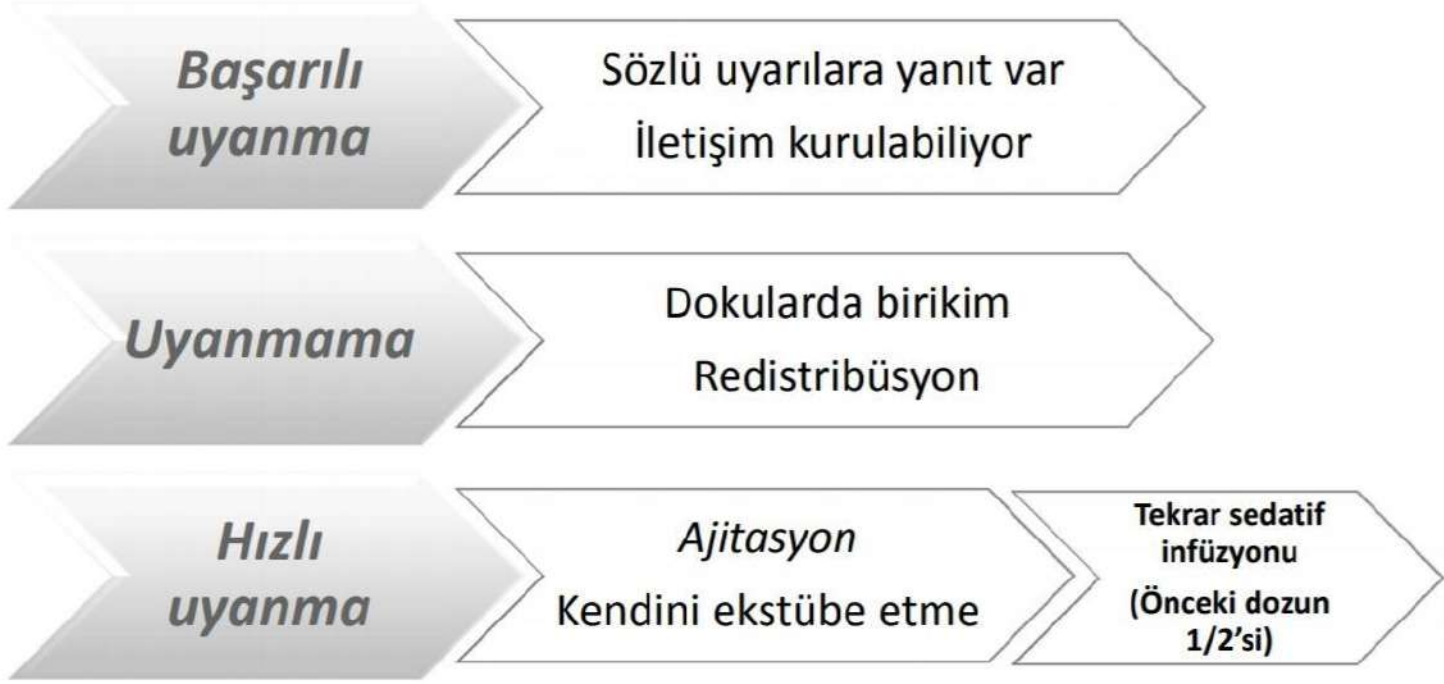 Başarılı
uyanma
Sözlü uyarılara yanıt var
İletişim kurulabiliyor
Uyanmama
Dokularda birikim
Redistribüsyon
Hızlı
uyanma
Ajitasyon
Kendini ekstübe etme
Tekrar sedatif
infüzyonu
(Önceki dozun
1/2'si)